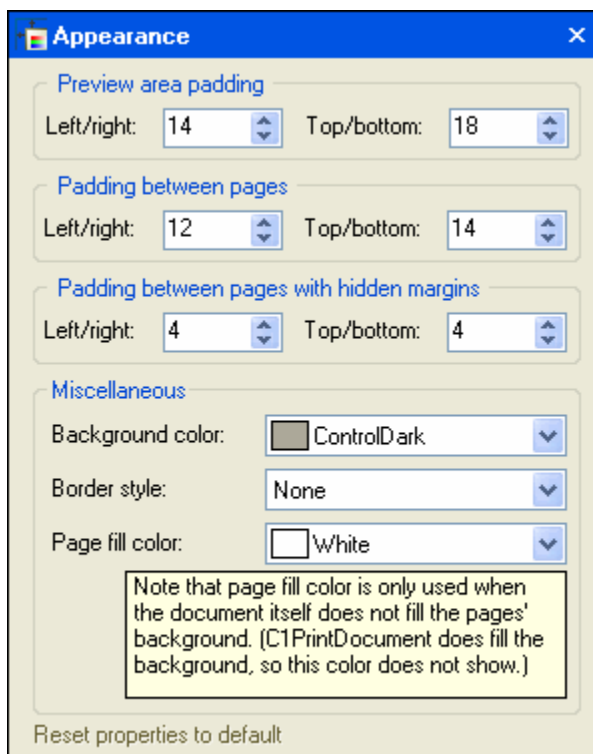 Appearance
Preview area padding
Left/right: 14 Top/bottom: 18
Padding between pages
Left/right: 12 Top/bottom: 14
Padding between pages with hidden margins
Left/right: 4 Top/bottom: 4
Miscellaneous
Background color: ControlDark
Border style: None
Page fill color: White
Note that page fill color is only used when
the document itself does not fill the pages'
background. (C1PrintDocument does fill the
background, so this color does not show.)
Reset properties to default